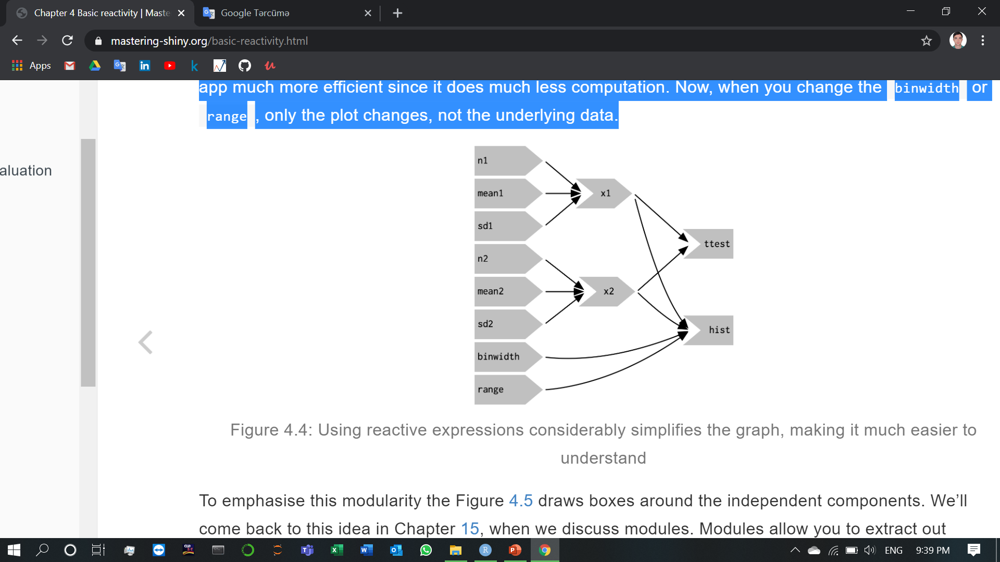 Chapter 4 Basic reactivity | Maste
Google Tərcümə
mastering-shiny.org/basic-reactivity.html
Apps
app much more efficient since it does much less computation. Now, when you change the binwidth or
range , only the plot changes, not the underlying data.
aluation
n1
mean1
x1
sd1
ttest
n2
mean2
x2
sd2
hist
binwidth
range
Figure 4.4: Using reactive expressions considerably simplifies the graph, making it much easier to
understand
To emphasise this modularity the Figure 4.5 draws boxes around the independent components. We’ll
come back to this idea in Chapter 15, when we discuss modules. Modules allow you to extract out
ENG
9:39 PM